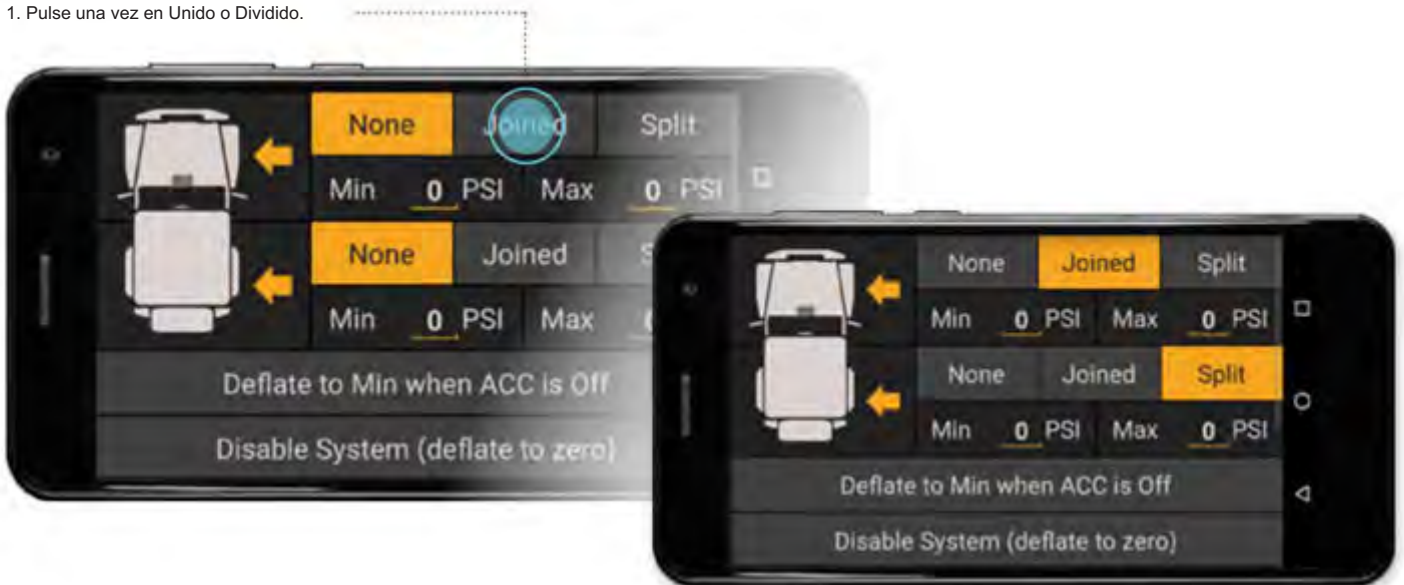 1. Pulse una vez en Unido o Dividido.
None Joined Split
Min 0 PSI Max 0 PSI
None Joined
Min 0 PSI Max
Deflate to Min when ACC is Off
Disable System (deflate to zero)
None Joined Split
Min 0 PSI Max 0 PSI
None Joined Split
Min 0 PSI Max 0 PSI
Deflate to Min when ACC is Off
Disable System (deflate to zero)